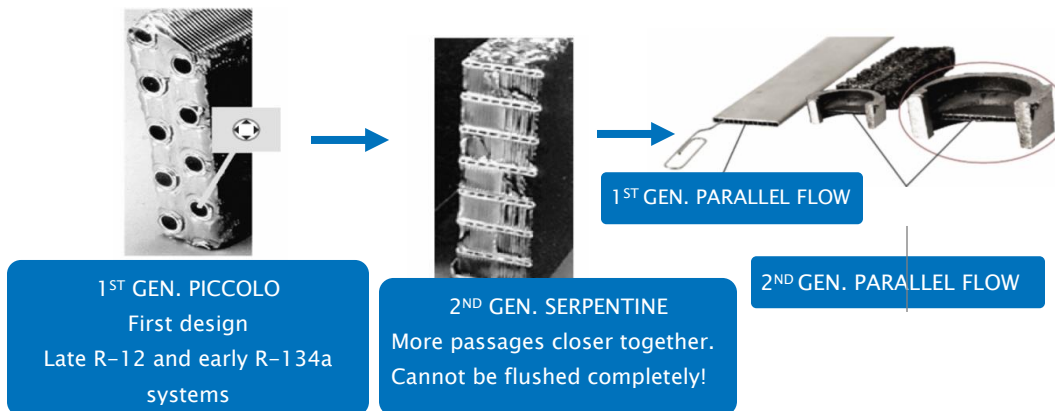 1ST GEN. PICCOLO
First design
Late R-12 and early R-134a
systems
2ND GEN. SERPENTINE
More passages closer together.
Cannot be flushed completely!
1ST GEN. PARALLEL FLOW
2ND GEN. PARALLEL FLOW